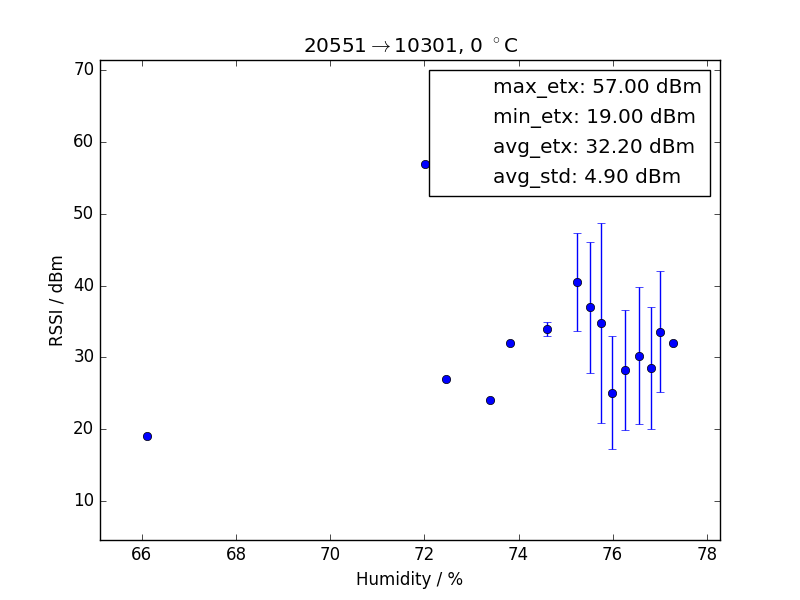 20551→10301, 0 °C
max_etx: 57.00 dBm
min_etx: 19.00 dBm
avg_etx: 32.20 dBm
avg_std: 4.90 dBm
70
60
50
40
30
20
10
RSSI / dBm
66 68 70 72 74 76 78
Humidity / %